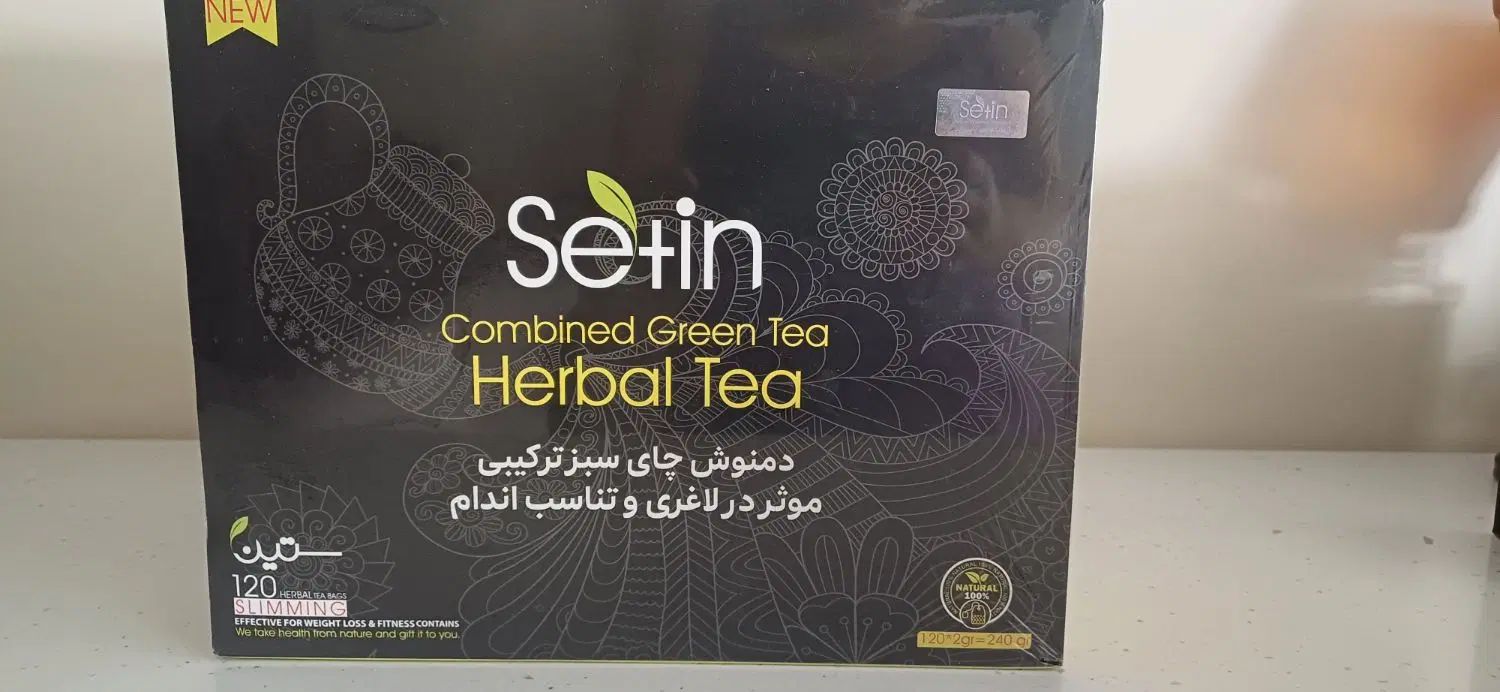 NEW
Setin
Setin
Combined Green Tea
Herbal Tea
دمنوش چای سبز ترکیبی
موثر در لاغری و تناسب اندام
ستین
120 HERBAL TEA BAGS
SLIMMING
EFFECTIVE FOR WEIGHT LOSS & FITNESS CONTAINS
We take health from nature and gift it to you.
NATURAL
100%
120*2gr=240 gr